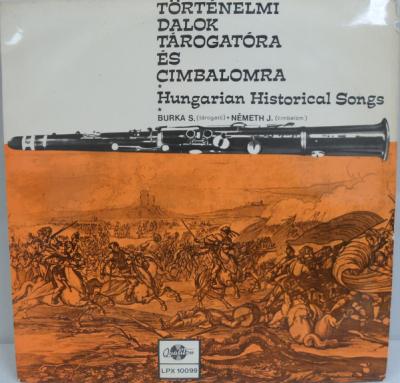 TÖRTÉNELMI
DALOK
TÁROGATÓRA
ÉS
CIMBALOMRA
*
Hungarian Historical Songs
*
BURKA S. (tárogató) • NÉMETH J. (cimbalom)
Qualiton
LPX 10099